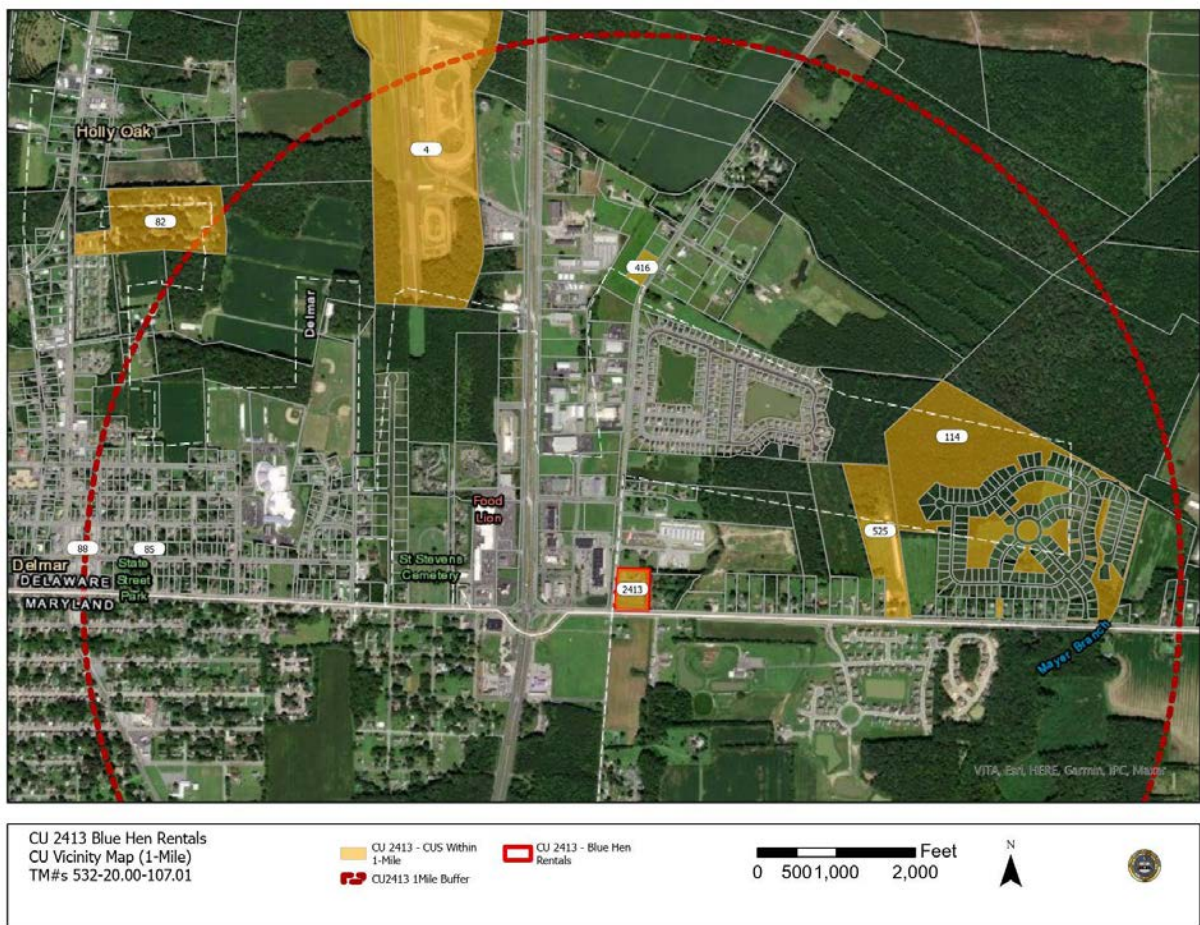 Holly Oak
4
82
416
Delmar
114
Food
Lion
525
88
85
Delmar
State
Street
Park
St Stevens
Cemetery
DELAWARE
MARYLAND
2413
Mayer Branch
VITA, Esri, HERE, Garmin, IPC, Maxar
CU 2413 Blue Hen Rentals
CU Vicinity Map (1-Mile)
TM#s 532-20.00-107.01
CU 2413 - CUS Within
1-Mile
CU2413 1Mile Buffer
CU 2413 - Blue Hen
Rentals
Feet
0 500 1,000 2,000
N